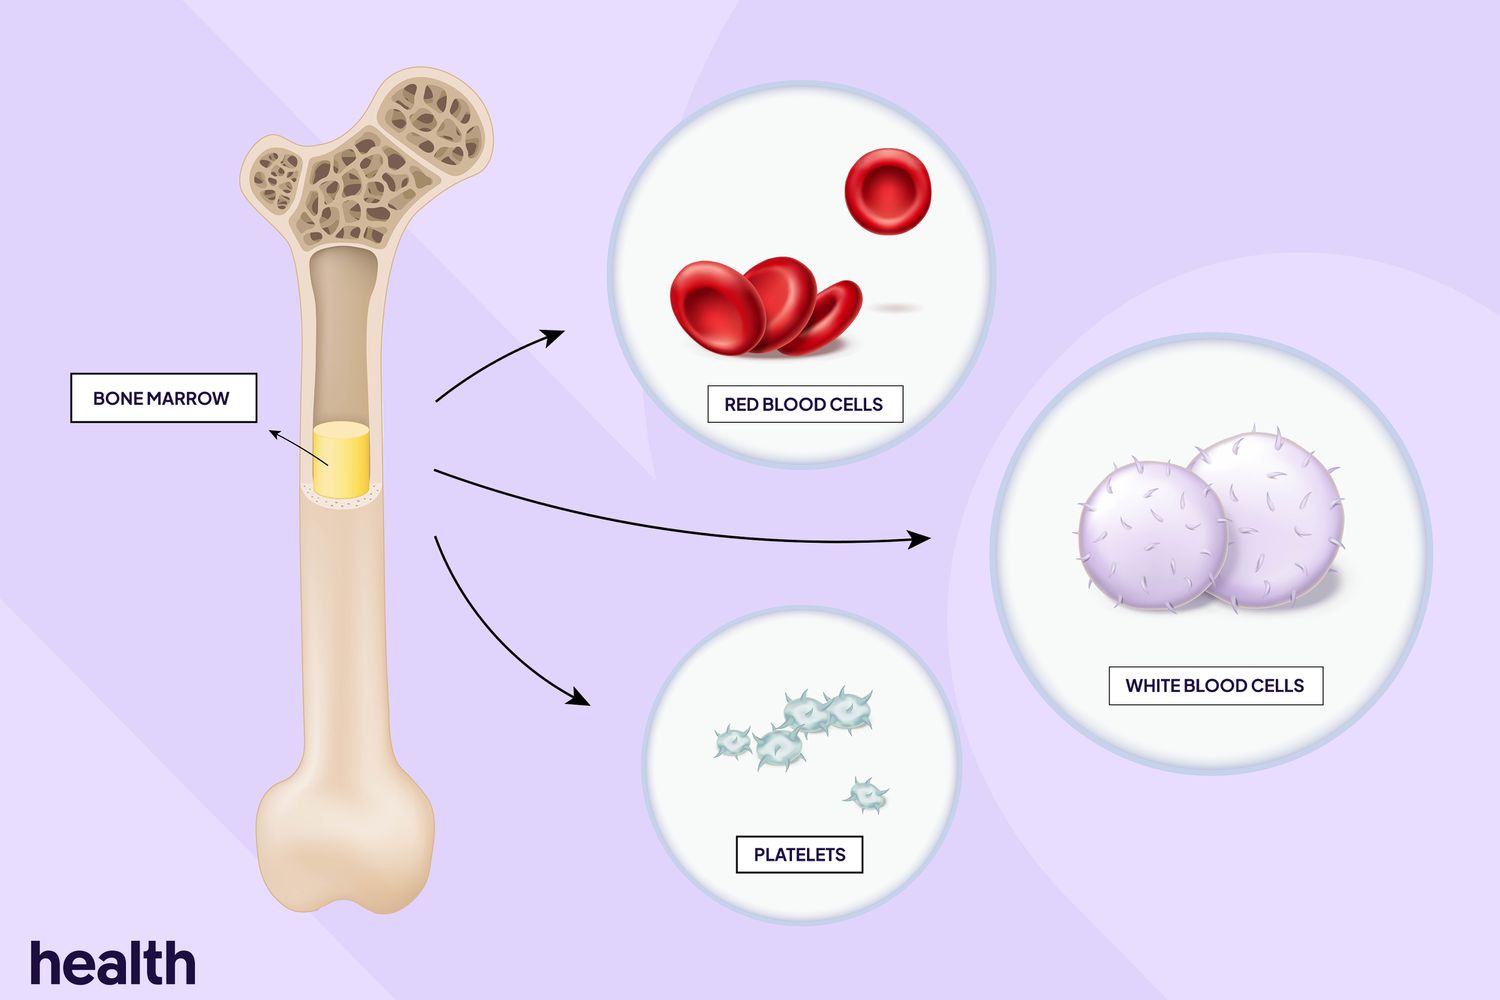 BONE MARROW
RED BLOOD CELLS
WHITE BLOOD CELLS
PLATELETS
health